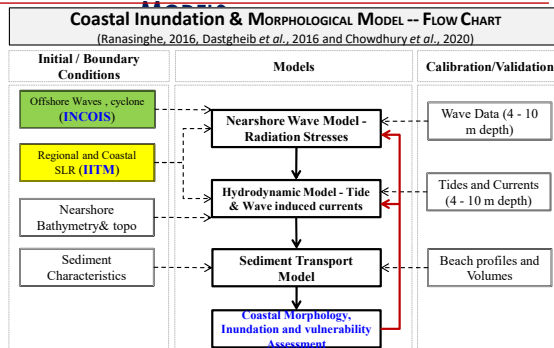 MODELS
Coastal Inundation & Morphological Model -- Flow Chart
(Ranasinghe, 2016, Dastgheib et al., 2016 and Chowdhury et al., 2020)
Initial / Boundary
Conditions
Models
Calibration/Validation
Offshore Waves , cyclone
(INCOIS)
Regional and Coastal
SLR (IITM)
Nearshore
Bathymetry& topo
Sediment
Characteristics
Nearshore Wave Model -
Radiation Stresses
Hydrodynamic Model - Tide
& Wave induced currents
Sediment Transport
Model
Coastal Morphology,
Inundation and vulnerability
Assessment
Wave Data (4 - 10
m depth)
Tides and Currents
(4 -10 m depth)
Beach profiles and
Volumes